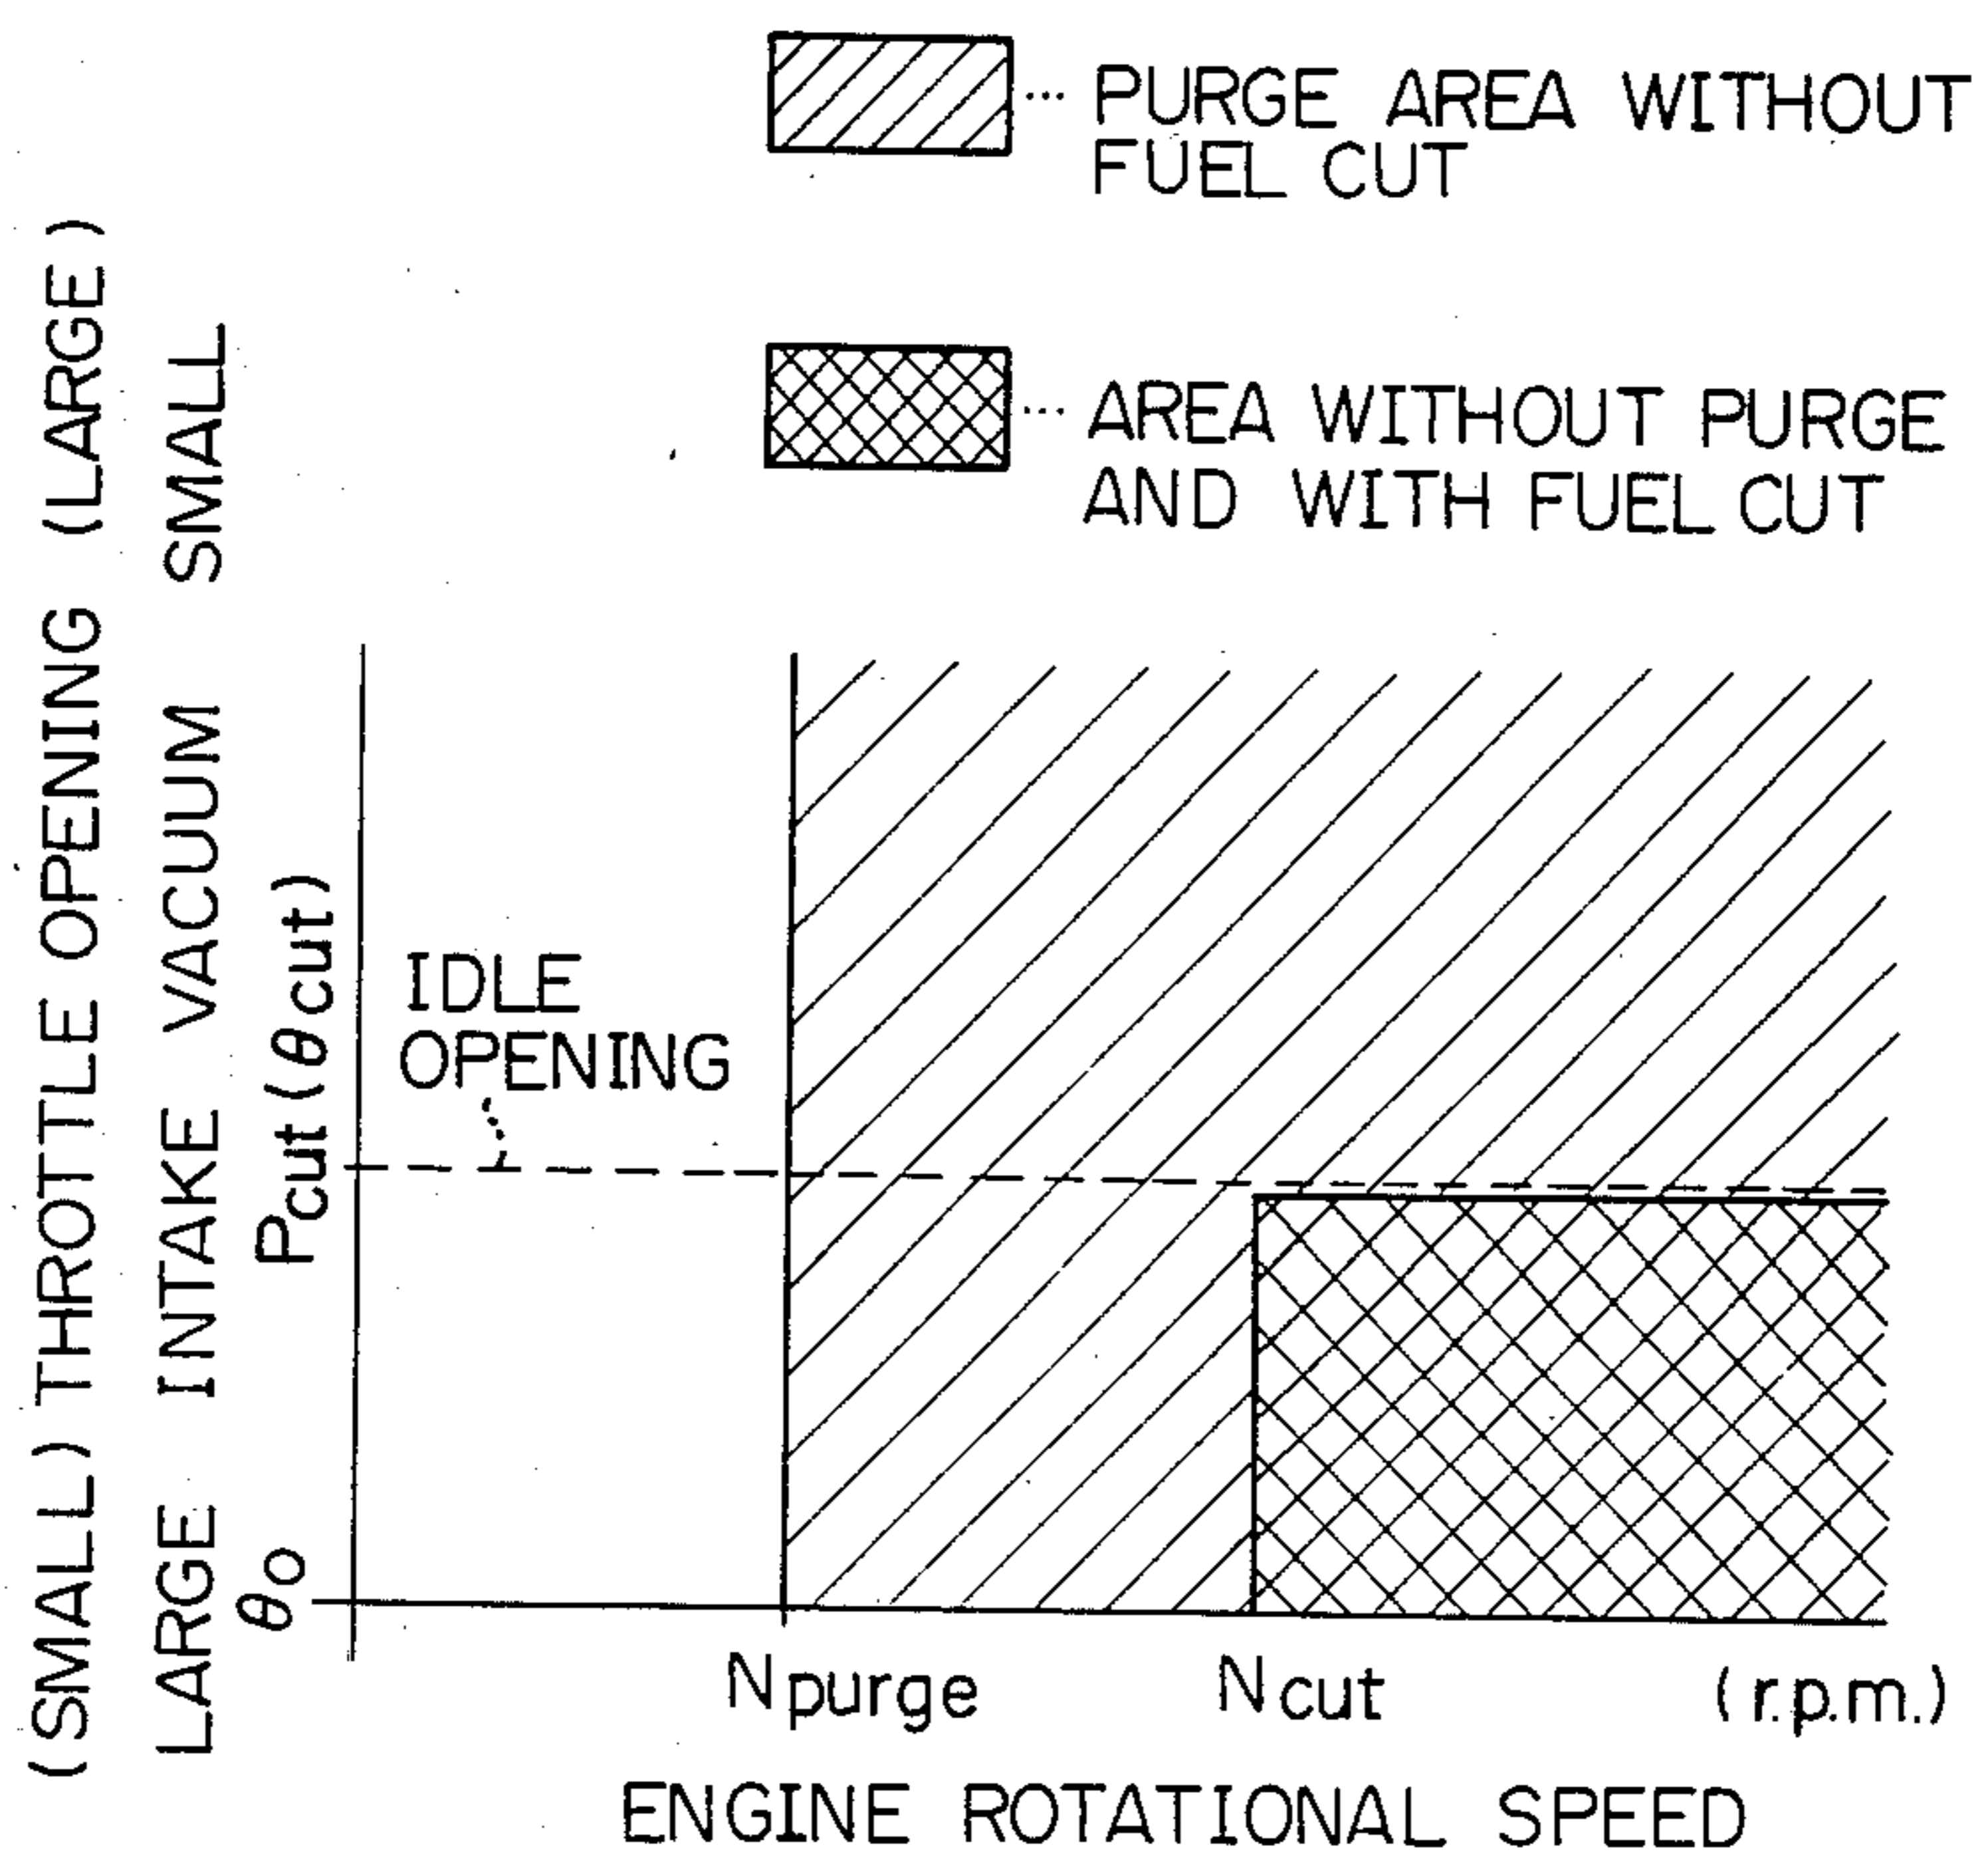 PURGE AREA WITHOUT
FUEL CUT
AREA WITHOUT PURGE
AND WITH FUEL CUT
(SMALL) THROTTLE OPENING (LARGE)
LARGE INTAKE VACUUM SMALL
Pcut (θcut)
IDLE
OPENING
θo
Npurge
Ncut
(r.p.m.)
ENGINE ROTATIONAL SPEED